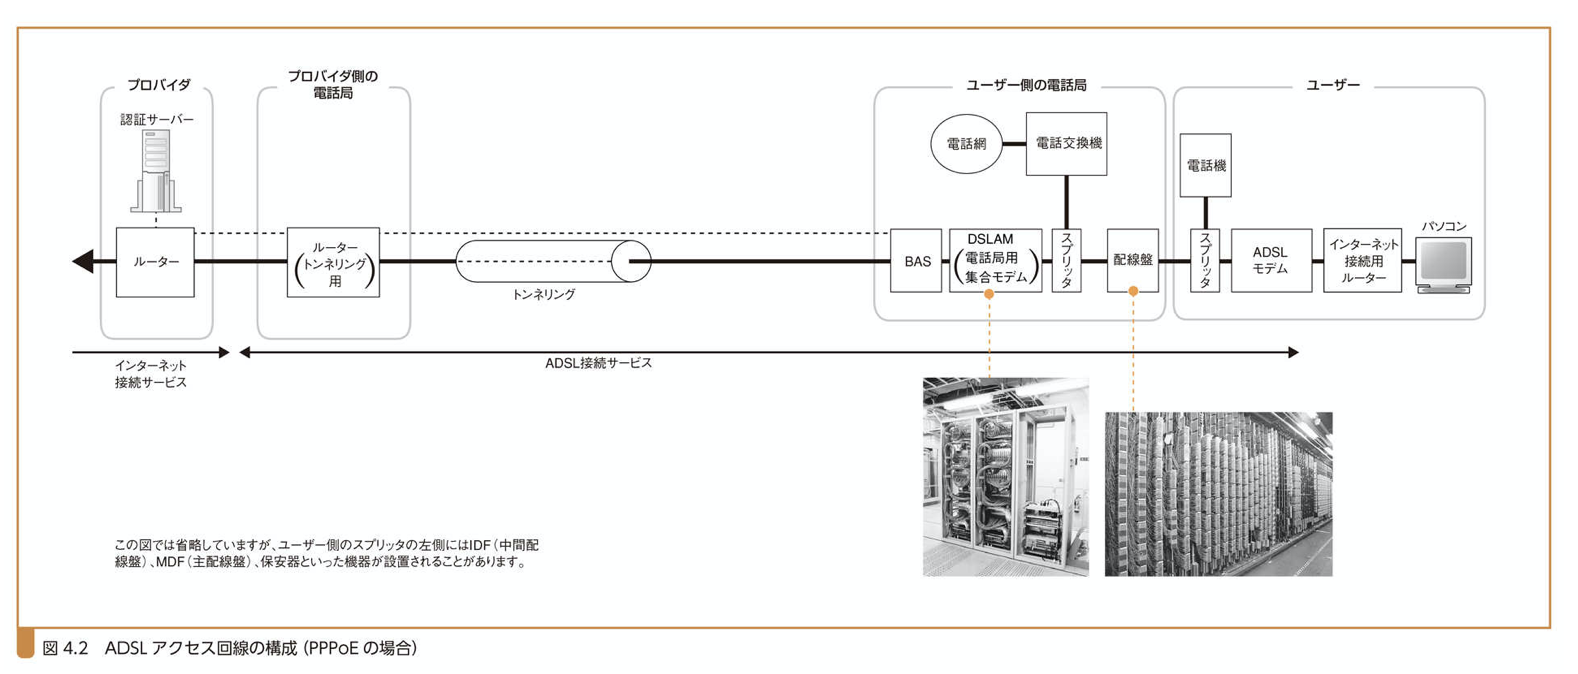 プロバイダ
認証サーバー
ルーター
プロバイダ側の
電話局
ルーター
(トンネリング
用)
トンネリング
ユーザー側の電話局
電話網
電話交換機
BAS
DSLAM
(電話局用
集合モデム)
スプリッタ
配線盤
ユーザー
電話機
スプリッタ
ADSL
モデム
インターネット
接続用
ルーター
パソコン
インターネット
接続サービス
ADSL接続サービス
この図では省略していますが、ユーザー側のスプリッタの左側にはIDF(中間配
線盤)、MDF(主配線盤)、保安器といった機器が設置されることがあります。
図 4.2 ADSL アクセス回線の構成(PPPoE の場合)